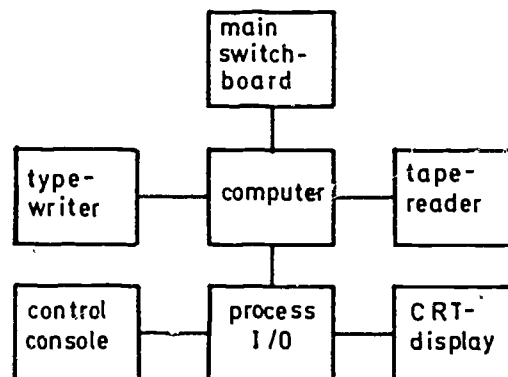 main
switch-
board
type-
writer
computer
tape-
reader
control
console
process
I/O
CRT-
display